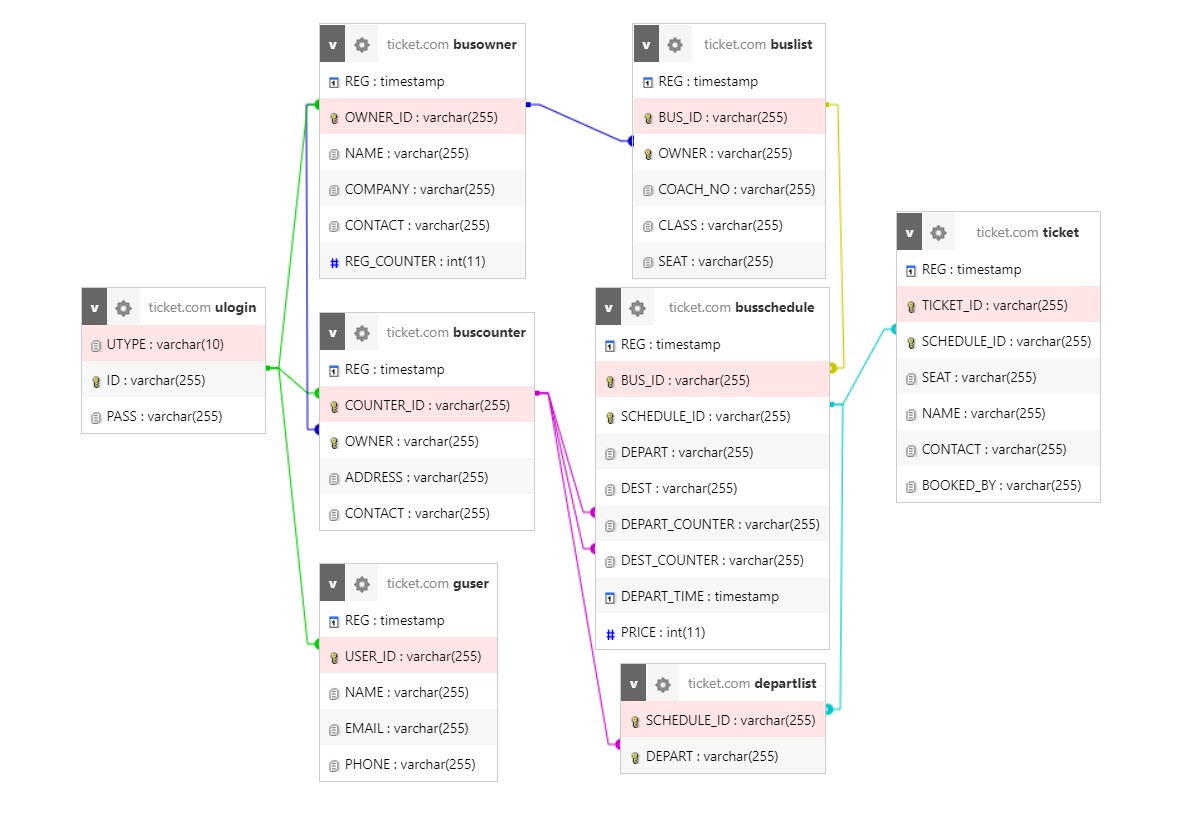 v ticket.com busowner
REG : timestamp
OWNER_ID : varchar(255)
NAME : varchar(255)
COMPANY : varchar(255)
CONTACT : varchar(255)
# REG_COUNTER : int(11)
v ticket.com buslist
REG : timestamp
BUS_ID : varchar(255)
OWNER : varchar(255)
COACH_NO : varchar(255)
CLASS : varchar(255)
SEAT : varchar(255)
v ticket.com ulogin
UTYPE : varchar(10)
ID : varchar(255)
PASS : varchar(255)
v ticket.com buscounter
REG : timestamp
COUNTER_ID : varchar(255)
OWNER : varchar(255)
ADDRESS : varchar(255)
CONTACT : varchar(255)
v ticket.com busschedule
REG : timestamp
BUS_ID : varchar(255)
SCHEDULE_ID : varchar(255)
DEPART : varchar(255)
DEST : varchar(255)
DEPART_COUNTER : varchar(255)
DEST_COUNTER : varchar(255)
DEPART_TIME : timestamp
# PRICE : int(11)
v ticket.com ticket
REG : timestamp
TICKET_ID : varchar(255)
SCHEDULE_ID : varchar(255)
SEAT : varchar(255)
NAME : varchar(255)
CONTACT : varchar(255)
BOOKED_BY : varchar(255)
v ticket.com guser
REG : timestamp
USER_ID : varchar(255)
NAME : varchar(255)
EMAIL : varchar(255)
PHONE : varchar(255)
v ticket.com departlist
SCHEDULE_ID : varchar(255)
DEPART : varchar(255)